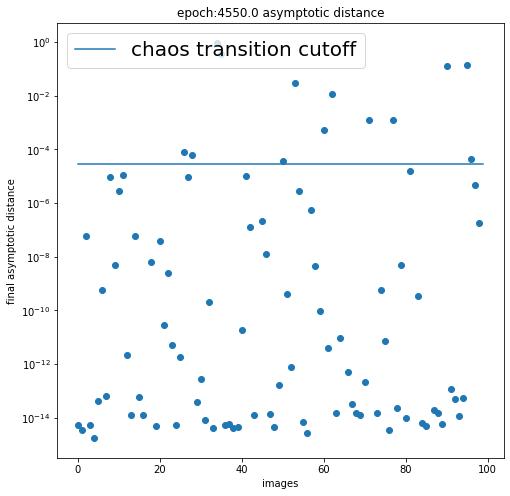 epoch:4550.0 asymptotic distance
chaos transition cutoff
final asymptotic distance
10^0
10^-2
10^-4
10^-6
10^-8
10^-10
10^-12
10^-14
0 20 40 60 80 100
images